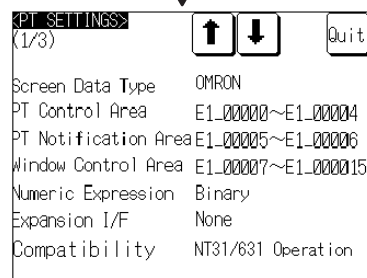 <PT SETTINGS>
(1/3)
Quit
Screen Data Type OMRON
PT Control Area E1_00000~E1_00004
PT Notification Area E1_00005~E1_00006
Window Control Area E1_00007~E1_000015
Numeric Expression Binary
Expansion I/F None
Compatibility NT31/631 Operation